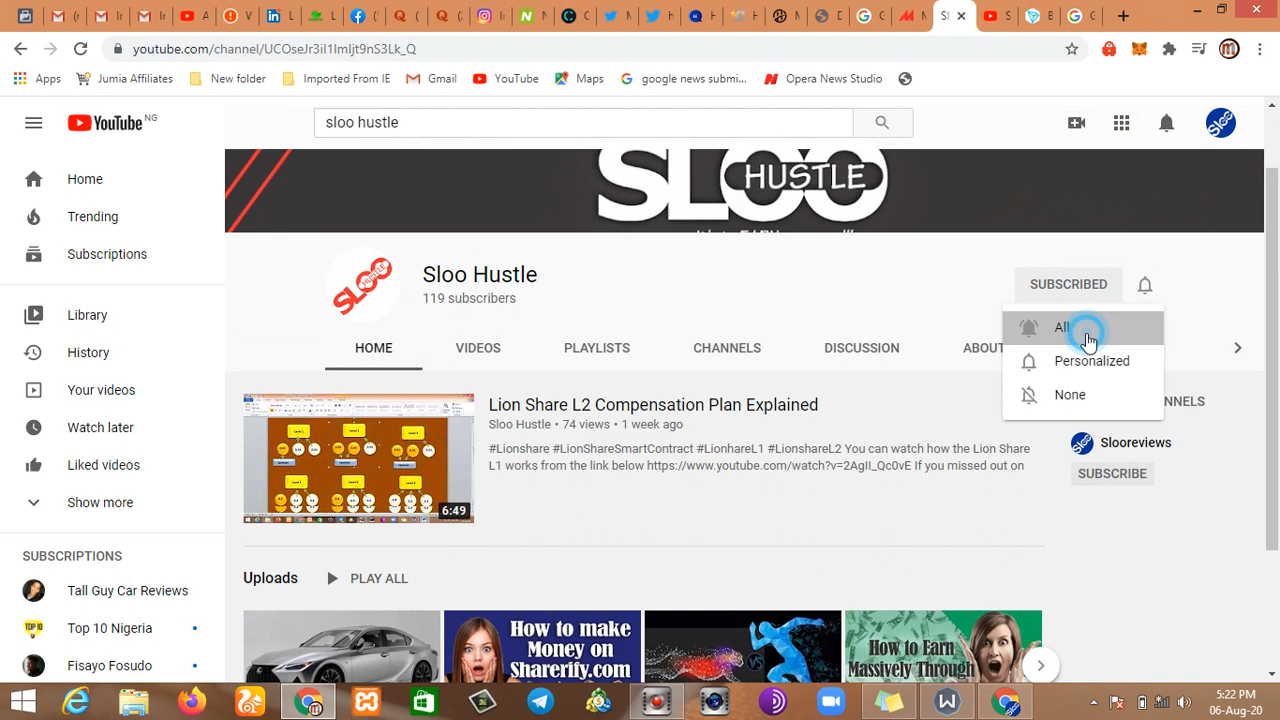 youtube.com/channel/UCOseJr3iI1ImIjt9nS3Lk_Q
Apps
Jumia Affiliates
New folder
Imported From IE
Gmail
YouTube
Maps
google news submi...
Opera News Studio
YouTube NG
sloo hustle
Home
Trending
Subscriptions
Library
History
Your videos
Watch later
Liked videos
Show more
SUBSCRIPTIONS
Tall Guy Car Reviews
Top 10 Nigeria
Fisayo Fosudo
SLOO
HUSTLE
SLOO
HUSTLE
Sloo Hustle
119 subscribers
SUBSCRIBED
All
Personalized
None
HOME
VIDEOS
PLAYLISTS
CHANNELS
DISCUSSION
ABOUT
Lion Share L2 Compensation Plan Explained
Sloo Hustle • 74 views • 1 week ago
#Lionshare #LionShareSmartContract #LionhareL1 #LionshareL2 You can watch how the Lion Share
L1 works from the link below https://www.youtube.com/watch?v=2AgII_Qc0vE If you missed out on
6:49
Slooreviews
SUBSCRIBE
Uploads
PLAY ALL
How to make
Money on
Sharerify.com
VS
How to Earn
Massively Through
5:22 PM
06-Aug-20